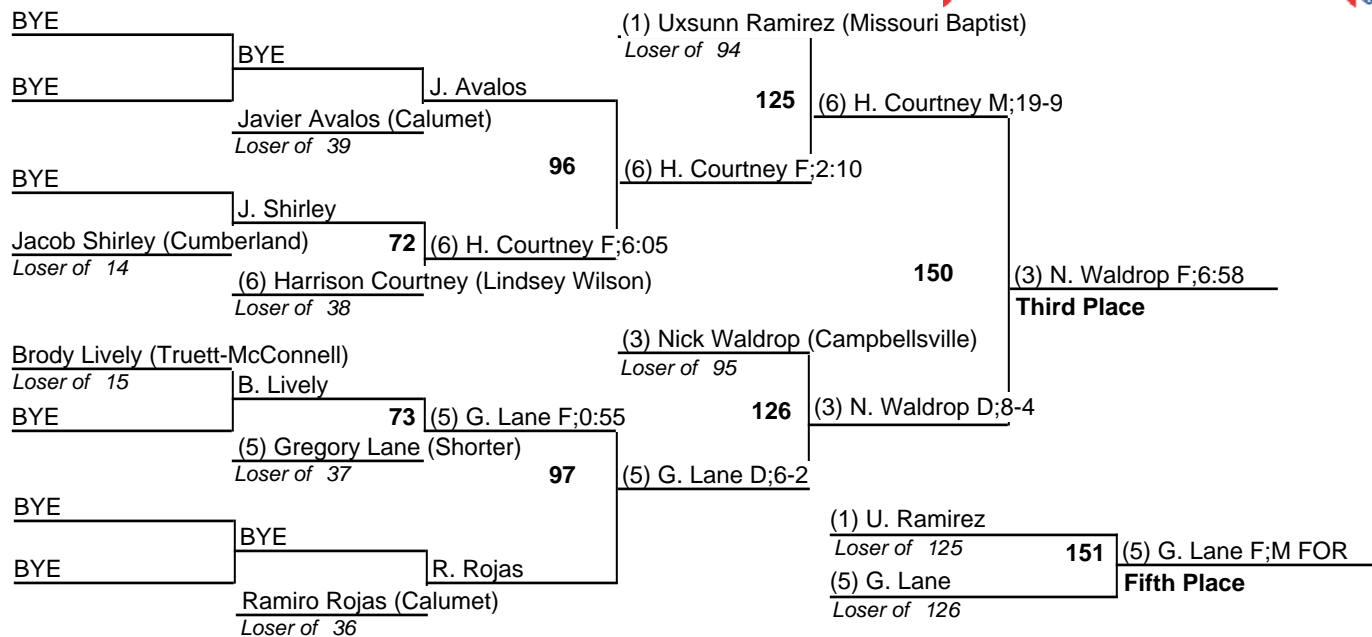 BYE
(1) Uxsunn Ramirez (Missouri Baptist)
Loser of 94
BYE
BYE
J. Avalos
125
(6) H. Courtney M;19-9
Javier Avalos (Calumet)
Loser of 39
96
(6) H. Courtney F;2:10
BYE
J. Shirley
Jacob Shirley (Cumberland)
72
(6) H. Courtney F;6:05
Loser of 14
150
(3) N. Waldrop F;6:58
(6) Harrison Courtney (Lindsey Wilson)
Loser of 38
Third Place
(3) Nick Waldrop (Campbellsville)
Loser of 95
Brody Lively (Truett-McConnell)
Loser of 15
B. Lively
BYE
73
(5) G. Lane F;0:55
126
(3) N. Waldrop D;8-4
(5) Gregory Lane (Shorter)
Loser of 37
97
(5) G. Lane D;6-2
BYE
(1) U. Ramirez
BYE
Loser of 125
151
(5) G. Lane F;M FOR
BYE
R. Rojas
(5) G. Lane
Fifth Place
Ramiro Rojas (Calumet)
Loser of 126
Loser of 36